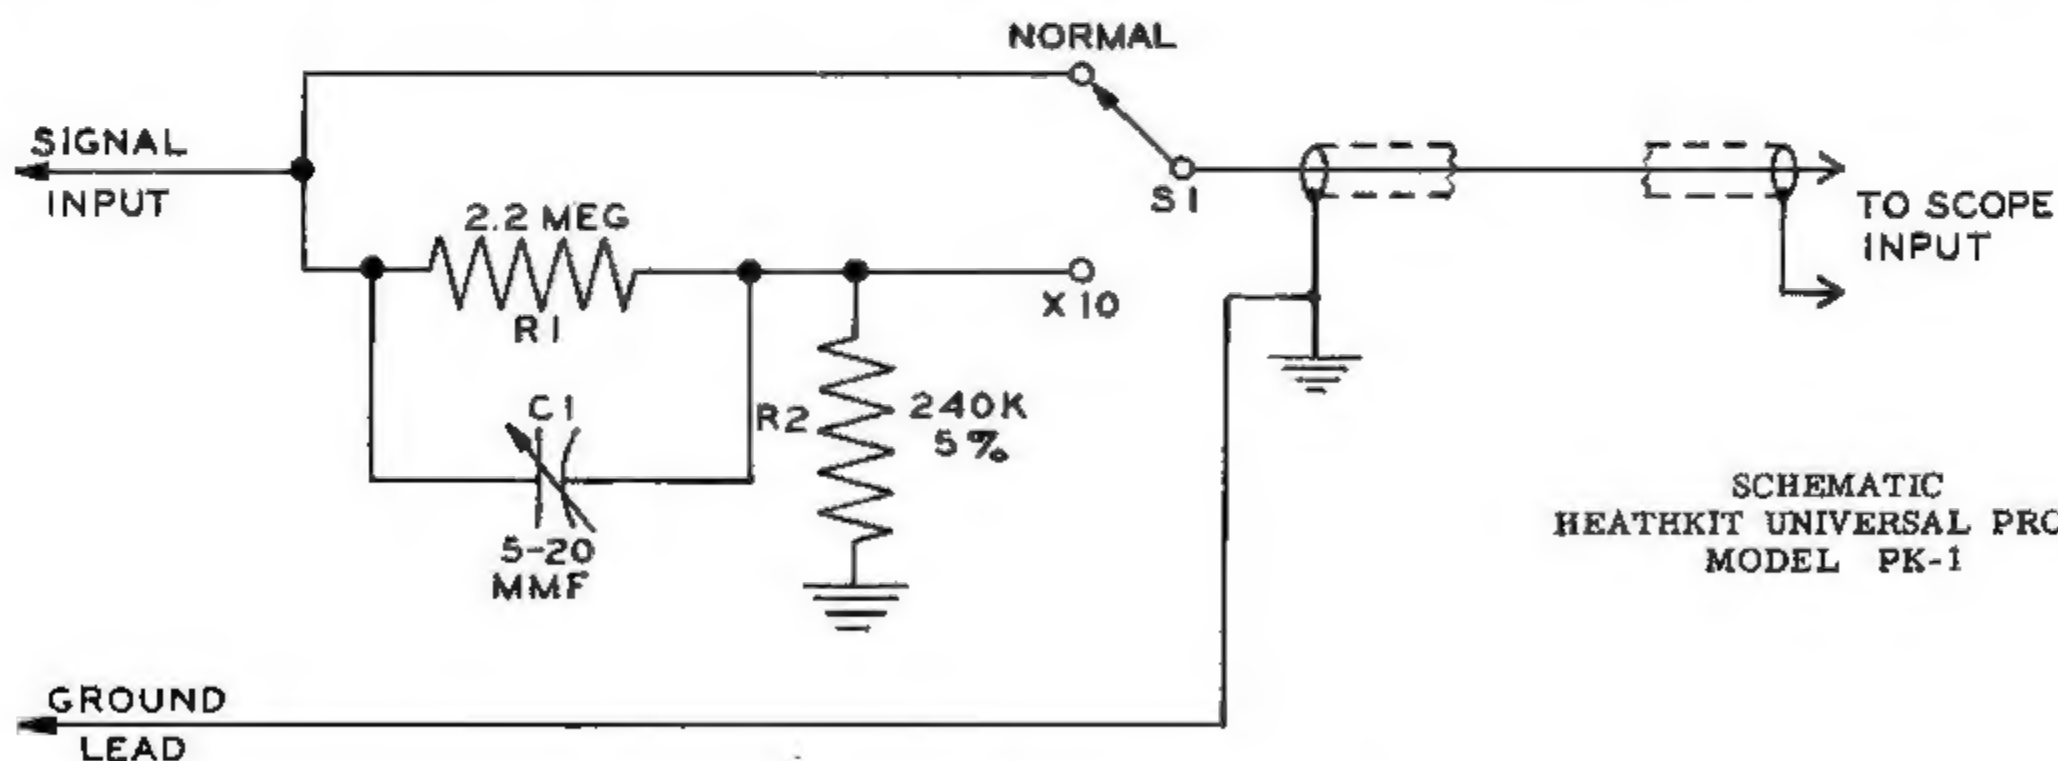 NORMAL
SIGNAL
INPUT
2.2 MEG
R1
S1
TO SCOPE
INPUT
X10
C1
5-20
MMF
R2
240K
5%
SCHEMATIC
HEATHKIT UNIVERSAL PRO
MODEL PK-1
GROUND
LEAD